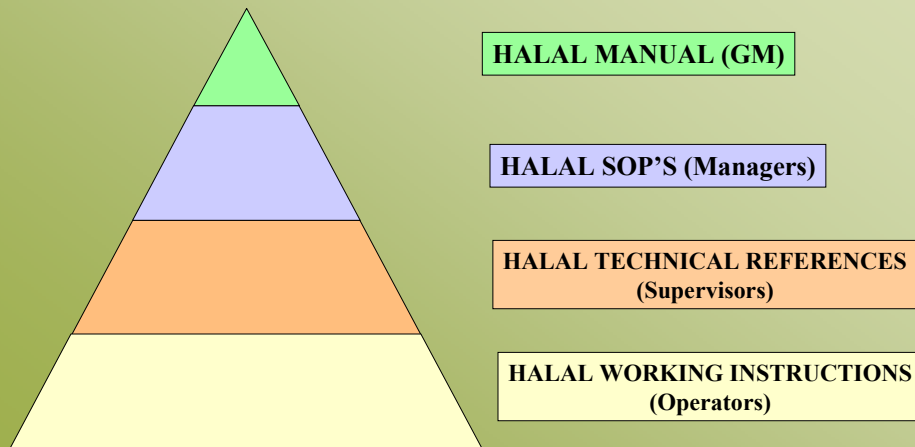 HALAL MANUAL (GM)
HALAL SOP’S (Managers)
HALAL TECHNICAL REFERENCES
(Supervisors)
HALAL WORKING INSTRUCTIONS
(Operators)